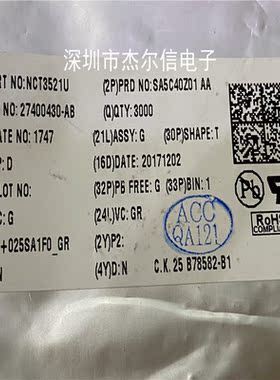 深圳市杰尔信电子
RT NO:NCT3521U (2P)PRD NO:SA5C40Z01 AA
NO:27400430-AB (Q)QTY:3000
ATE NO: 1747 (21L)ASSY:G (30P)SHAPE:T
P:D (16D)DATE:20171202
LOT NO: (32P)PB FREE:G (33P)BIN:1
C:G (24L)VC:GR
+025SA1F0_GR (2Y)P2:
N (4Y)D:N C.K.25 B78582-B1
ACC
QA121
Pb
RoHS
COMPLIANT